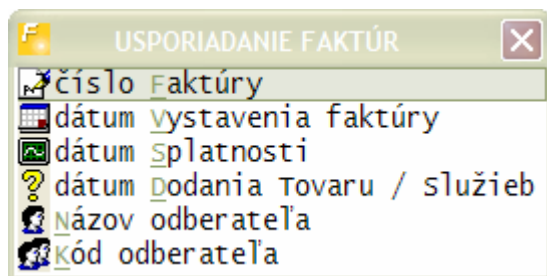 USPORIADANIE FAKTÚR
číslo Faktúry
dátum Vystavenia faktúry
dátum Splatnosti
dátum Dodania Tovaru / Služieb
Názov odberateľa
Kód odberateľa